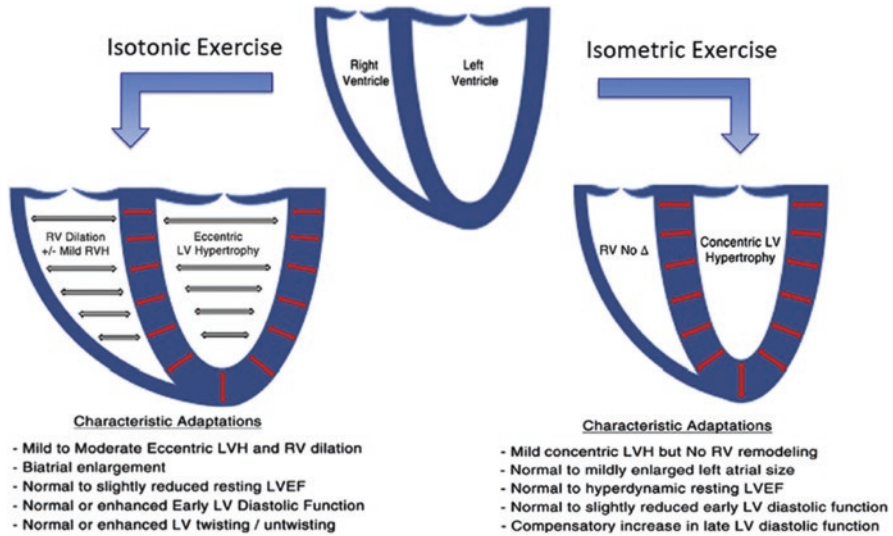 Isotonic Exercise
Isometric Exercise
Right
Ventricle
Left
Ventricle
RV Dilation
+/- Mild RVH
Eccentric
LV Hypertrophy
RV No Δ
Concentric LV
Hypertrophy
Characteristic Adaptations
- Mild to Moderate Eccentric LVH and RV dilation
- Biatrial enlargement
- Normal to slightly reduced resting LVEF
- Normal or enhanced Early LV Diastolic Function
- Normal or enhanced LV twisting / untwisting
Characteristic Adaptations
- Mild concentric LVH but No RV remodeling
- Normal to mildly enlarged left atrial size
- Normal to hyperdynamic resting LVEF
- Normal to slightly reduced early LV diastolic function
- Compensatory increase in late LV diastolic function